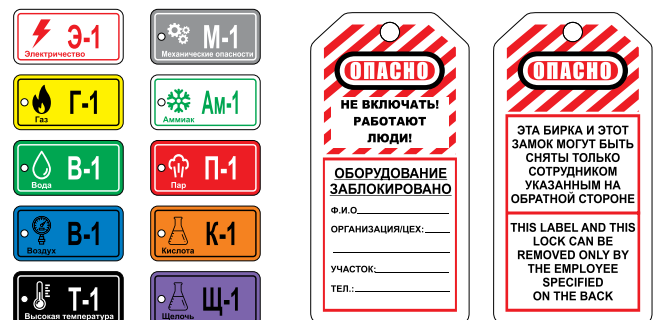 Э-1
Электричество
М-1
Механические опасности
Г-1
Газ
Ам-1
Аммиак
В-1
Вода
П-1
Пар
В-1
Воздух
К-1
Кислота
Т-1
Высокая температура
Щ-1
Щелочь
ОПАСНО
НЕ ВКЛЮЧАТЬ!
РАБОТАЮТ
ЛЮДИ!
ОБОРУДОВАНИЕ
ЗАБЛОКИРОВАНО
Ф.И.О
ОРГАНИЗАЦИЯ/ЦЕХ:
УЧАСТОК:
ТЕЛ.:
ОПАСНО
ЭТА БИРКА И ЭТОТ
ЗАМОК МОГУТ БЫТЬ
СНЯТЫ ТОЛЬКО
СОТРУДНИКОМ
УКАЗАННЫМ НА
ОБРАТНОЙ СТОРОНЕ
THIS LABEL AND THIS
LOCK CAN BE
REMOVED ONLY BY
THE EMPLOYEE
SPECIFIED
ON THE BACK